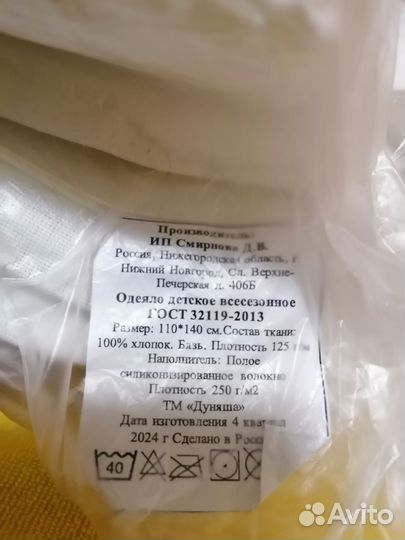 Производитель:
ИП Смирнова Д.В.
Россия, Нижегородская область, г.
Нижний Новгород, Сл. Верхне-
Печерская д. 406Б
Одеяло детское всесезонное
ГОСТ 32119-2013
Размер: 110*140 см.Состав ткани:
100% хлопок. Бязь. Плотность 125
Наполнитель: Полое
силиконизированное волокно
Плотность 250 г/м2
ТМ «Дуняша»
Дата изготовления 4 квартал
2024 г Сделано в России
40
Avito